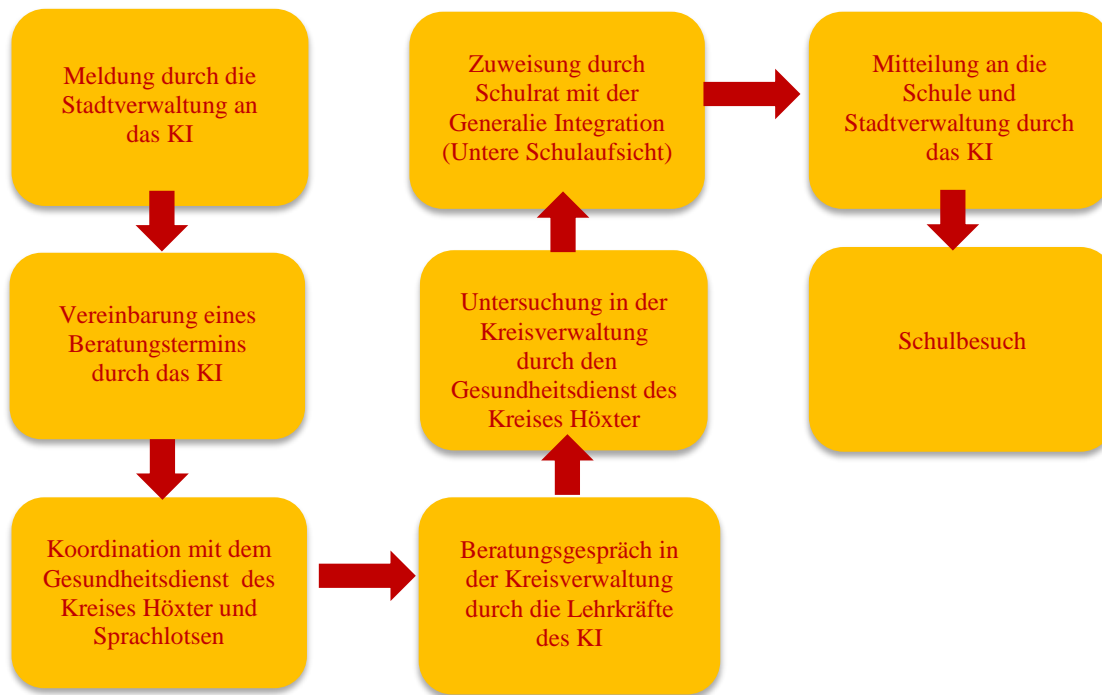 Meldung durch die
Stadtverwaltung an
das KI
Vereinbarung eines
Beratungstermins
durch das KI
Koordination mit dem
Gesundheitsdienst des
Kreises Höxter und
Sprachlotsen
Beratungsgespräch in
der Kreisverwaltung
durch die Lehrkräfte
des KI
Untersuchung in der
Kreisverwaltung
durch den
Gesundheitsdienst des
Kreises Höxter
Zuweisung durch
Schulrat mit der
Generalie Integration
(Untere Schulaufsicht)
Mitteilung an die
Schule und
Stadtverwaltung durch
das KI
Schulbesuch